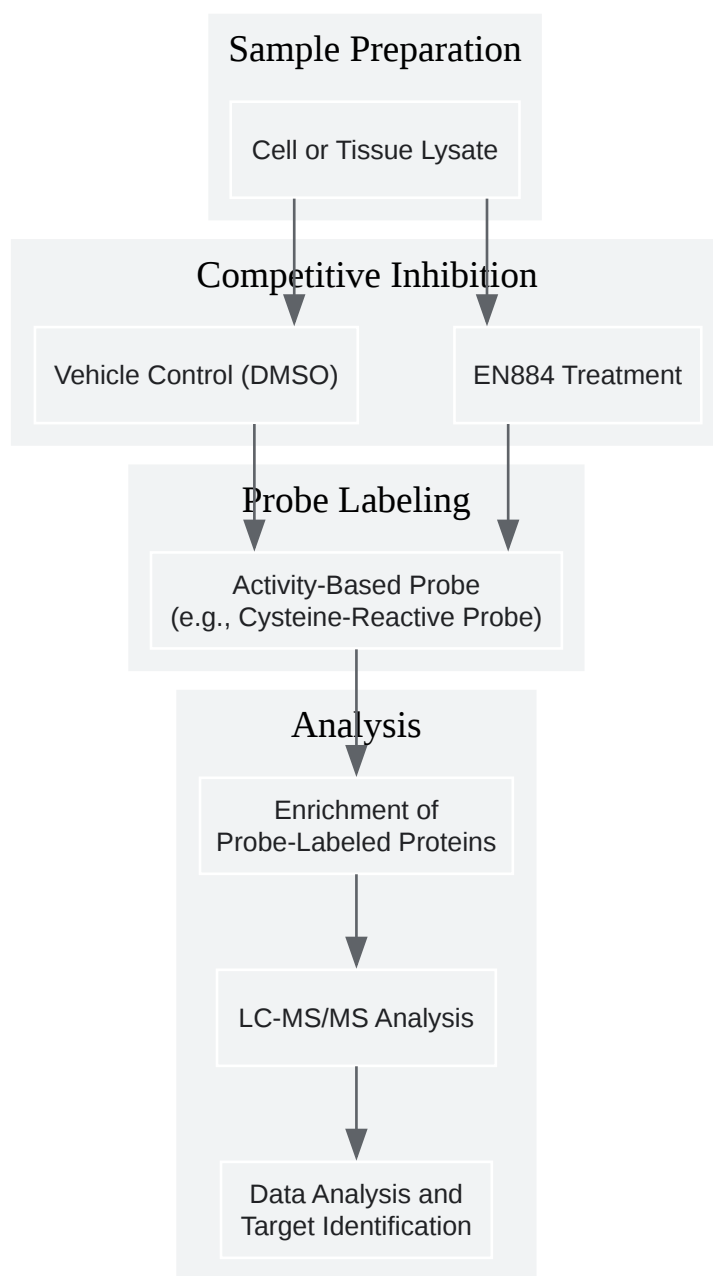 Sample Preparation
Cell or Tissue Lysate
Competitive Inhibition
Vehicle Control (DMSO)
EN884 Treatment
Probe Labeling
Activity-Based Probe
(e.g., Cysteine-Reactive Probe)
Analysis
Enrichment of
Probe-Labeled Proteins
LC-MS/MS Analysis
Data Analysis and
Target Identification